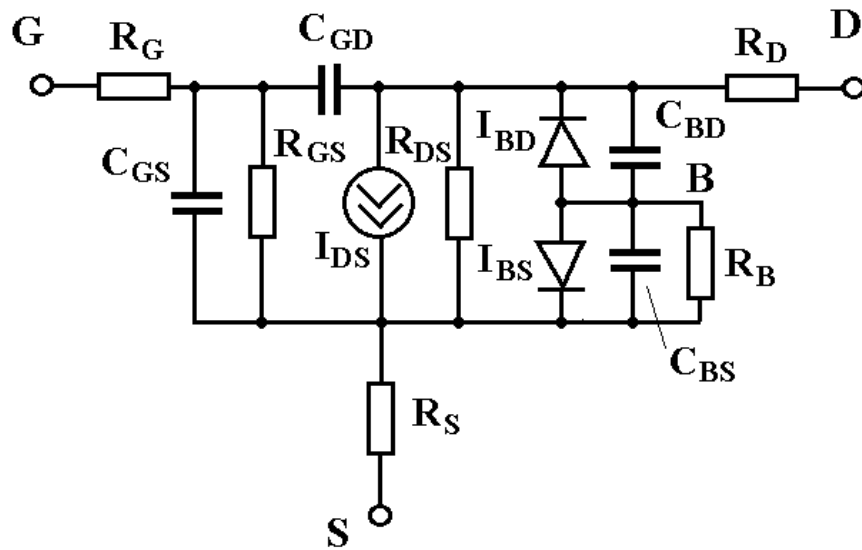 G
R_G
C_GD
R_D
D
C_GS
R_GS
R_DS
I_BD
C_BD
B
I_DS
I_BS
R_B
C_BS
R_S
S